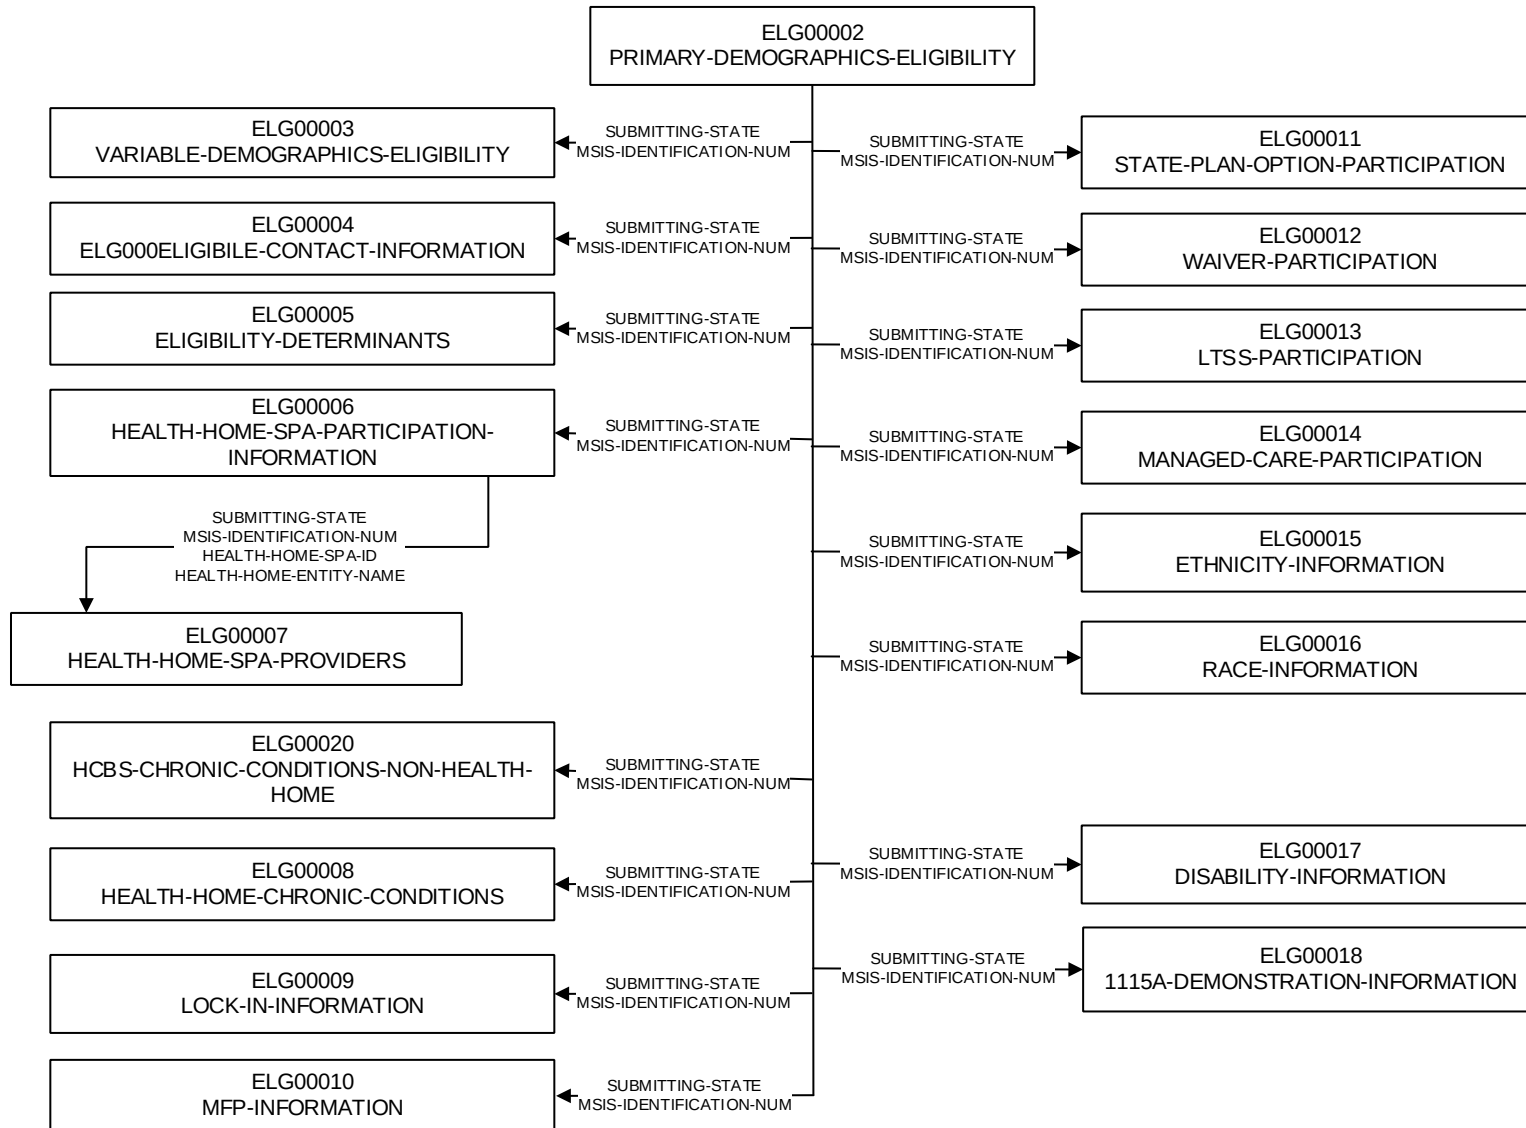 ELG00002
PRIMARY-DEMOGRAPHICS-ELIGIBILITY
ELG00003
VARIABLE-DEMOGRAPHICS-ELIGIBILITY
SUBMITTING-STATE
MSIS-IDENTIFICATION-NUM
SUBMITTING-STATE
MSIS-IDENTIFICATION-NUM
ELG00011
STATE-PLAN-OPTION-PARTICIPATION
ELG00004
ELG000ELIGIBILE-CONTACT-INFORMATION
SUBMITTING-STATE
MSIS-IDENTIFICATION-NUM
SUBMITTING-STATE
MSIS-IDENTIFICATION-NUM
ELG00012
WAIVER-PARTICIPATION
ELG00005
ELIGIBILITY-DETERMINANTS
SUBMITTING-STATE
MSIS-IDENTIFICATION-NUM
SUBMITTING-STATE
MSIS-IDENTIFICATION-NUM
ELG00013
LTSS-PARTICIPATION
ELG00006
HEALTH-HOME-SPA-PARTICIPATION-
INFORMATION
SUBMITTING-STATE
MSIS-IDENTIFICATION-NUM
SUBMITTING-STATE
MSIS-IDENTIFICATION-NUM
ELG00014
MANAGED-CARE-PARTICIPATION
SUBMITTING-STATE
MSIS-IDENTIFICATION-NUM
HEALTH-HOME-SPA-ID
HEALTH-HOME-ENTITY-NAME
SUBMITTING-STATE
MSIS-IDENTIFICATION-NUM
ELG00015
ETHNICITY-INFORMATION
ELG00007
HEALTH-HOME-SPA-PROVIDERS
SUBMITTING-STATE
MSIS-IDENTIFICATION-NUM
ELG00016
RACE-INFORMATION
ELG00020
HCBS-CHRONIC-CONDITIONS-NON-HEALTH-
HOME
SUBMITTING-STATE
MSIS-IDENTIFICATION-NUM
SUBMITTING-STATE
MSIS-IDENTIFICATION-NUM
ELG00017
DISABILITY-INFORMATION
ELG00008
HEALTH-HOME-CHRONIC-CONDITIONS
SUBMITTING-STATE
MSIS-IDENTIFICATION-NUM
SUBMITTING-STATE
MSIS-IDENTIFICATION-NUM
ELG00018
1115A-DEMONSTRATION-INFORMATION
ELG00009
LOCK-IN-INFORMATION
SUBMITTING-STATE
MSIS-IDENTIFICATION-NUM
ELG00010
MFP-INFORMATION
SUBMITTING-STATE
MSIS-IDENTIFICATION-NUM